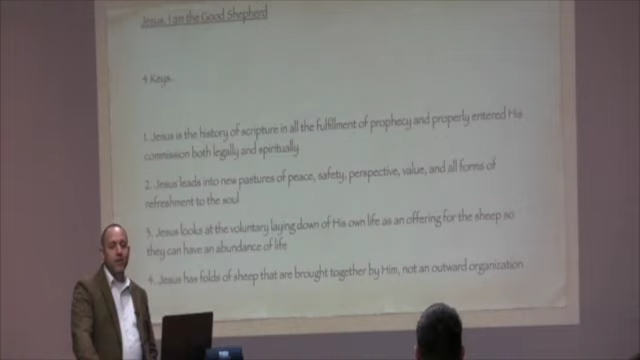 Jesus, I am the Good Shepherd
4 Keys.
1. Jesus is the history of scripture in all the fulfillment of prophecy and properly entered His
commission both legally and spiritually
2. Jesus leads into new pastures of peace, safety, perspective, value, and all forms of
refreshment to the soul
3. Jesus looks at the voluntary laying down of His own life as an offering for the sheep so
they can have an abundance of life
4. Jesus has folds of sheep that are brought together by Him, not an outward organization